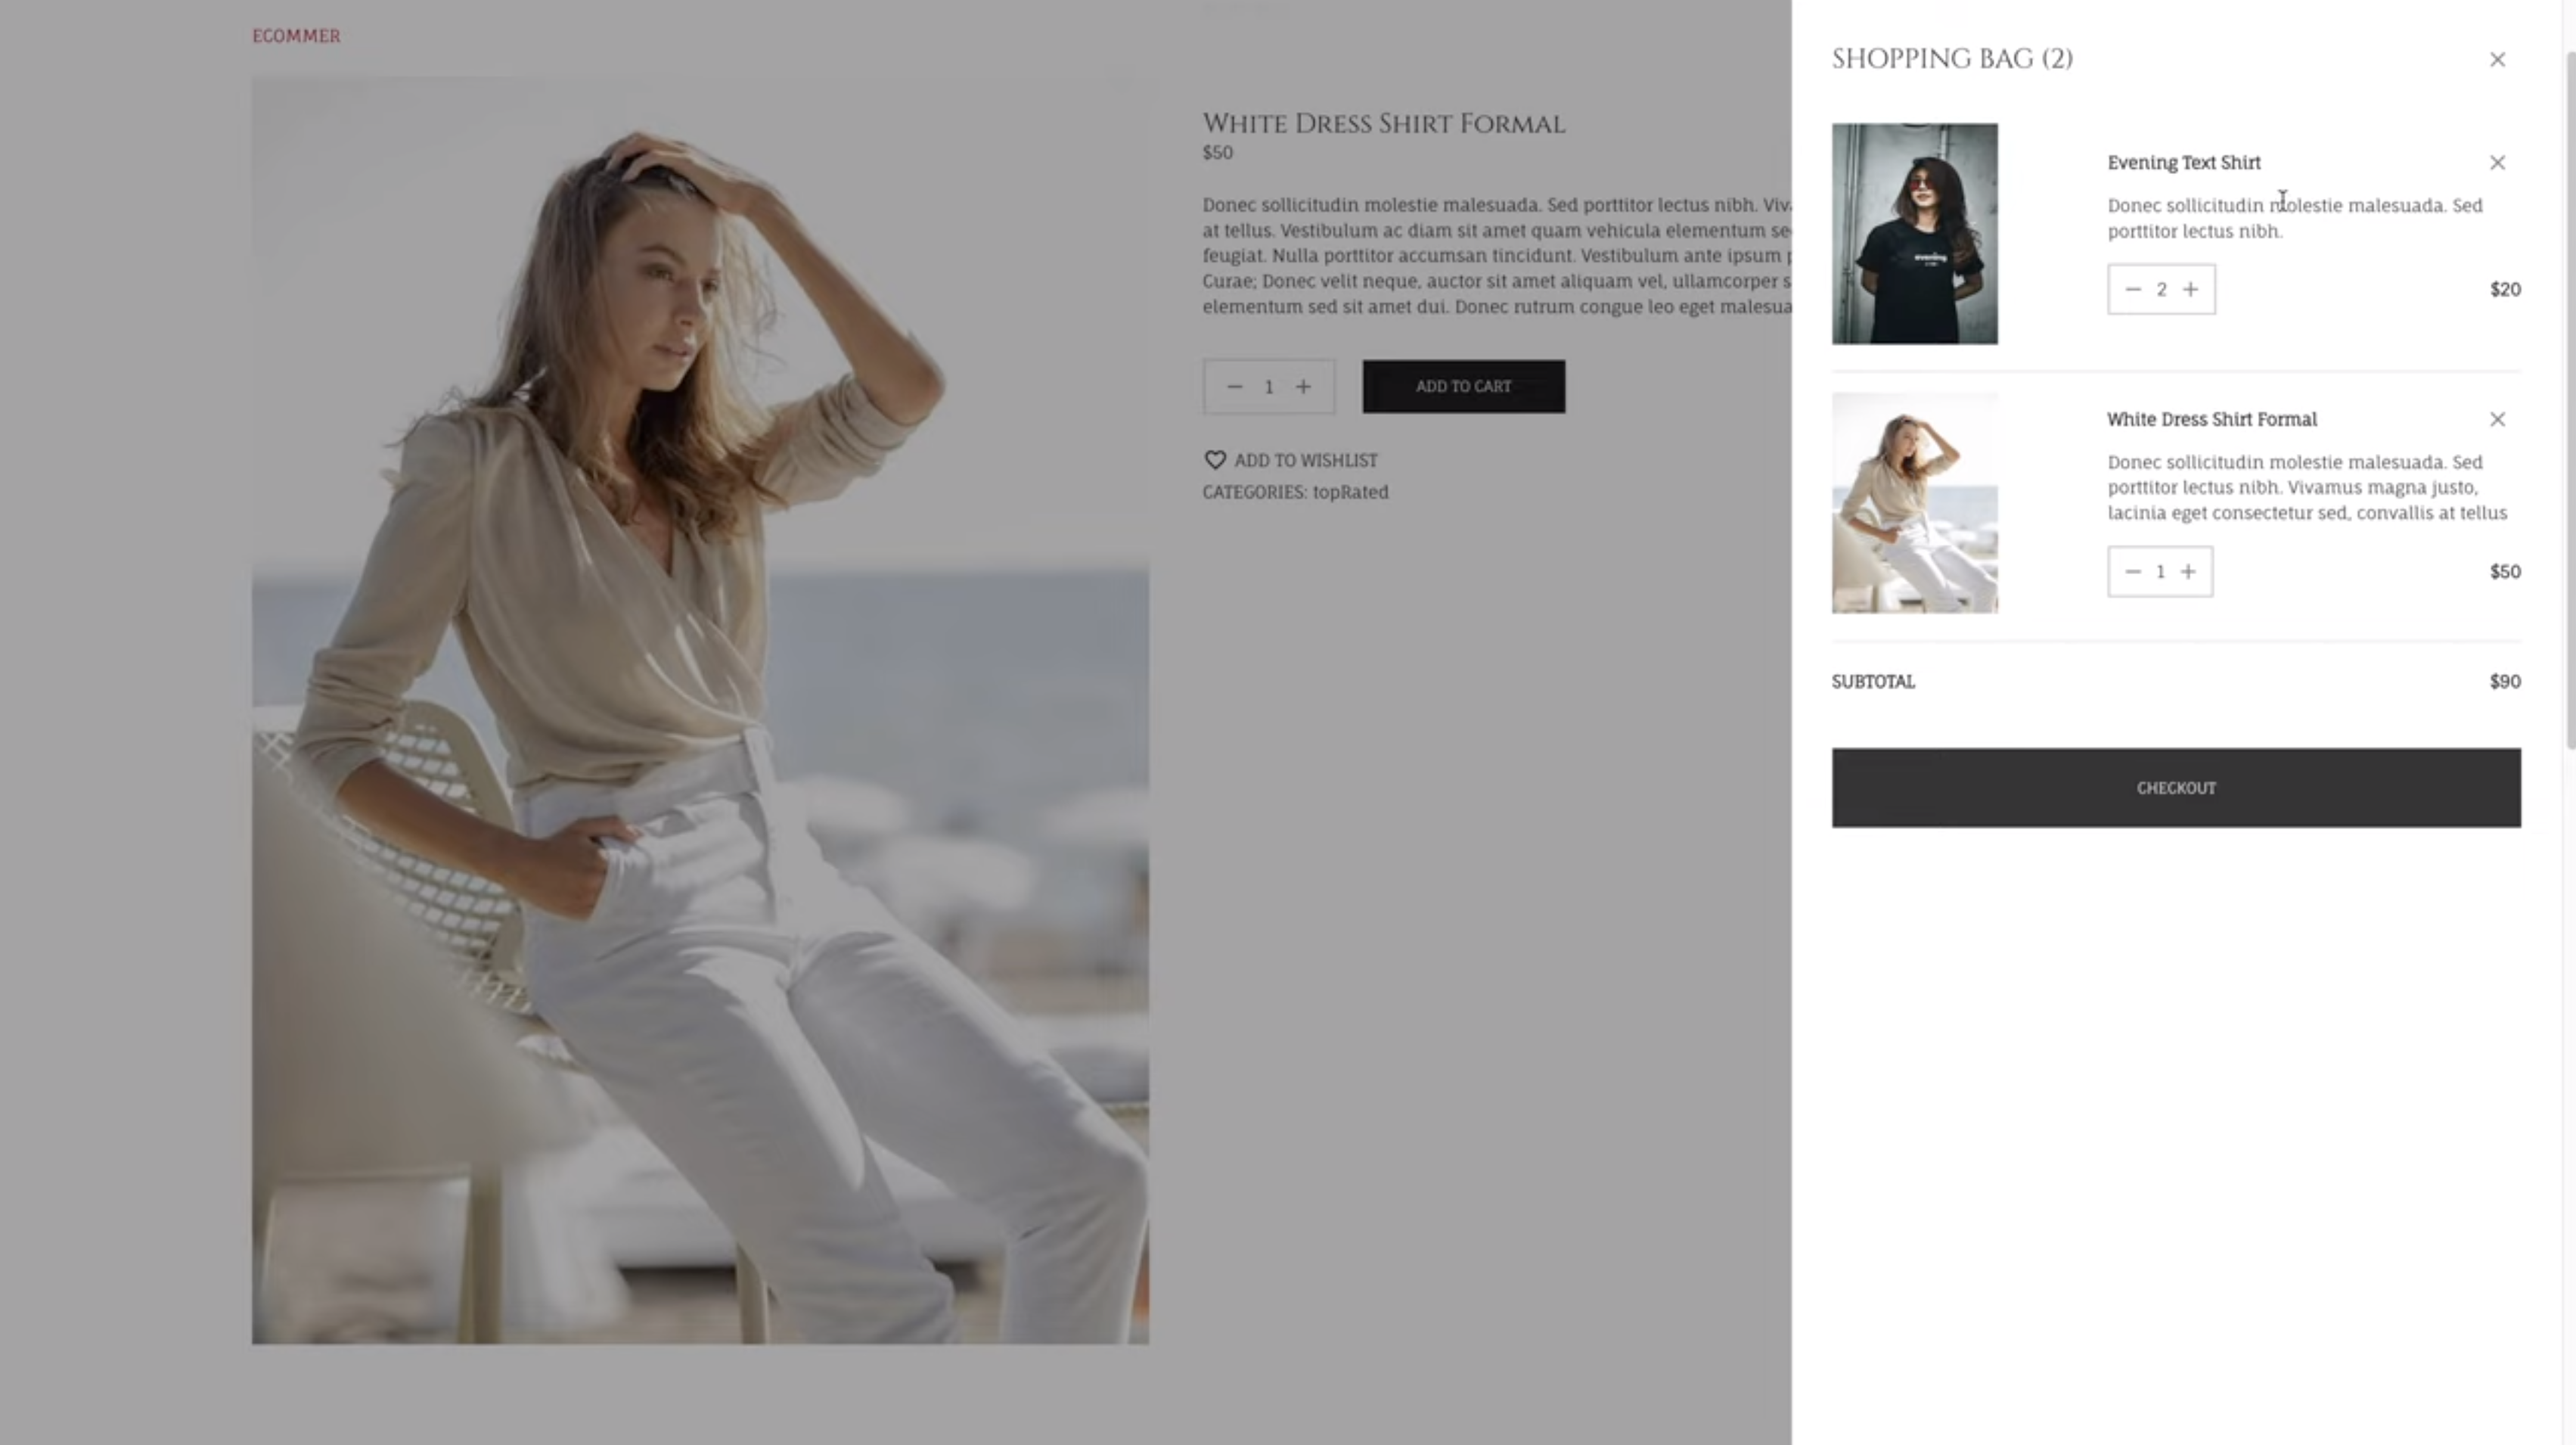 ECOMMER
WHITE DRESS SHIRT FORMAL
$50
Donec sollicitudin molestie malesuada. Sed porttitor lectus nibh.
at tellus. Vestibulum ac diam sit amet quam vehicula elementum
feugiat. Nulla porttitor accumsan tincidunt. Vestibulum ante ipsum
Curae; Donec velit neque, auctor sit amet aliquam vel, ullamcorper
elementum sed sit amet dui. Donec rutrum congue leo eget
− 1 +
ADD TO CART
ADD TO WISHLIST
CATEGORIES: topRated
SHOPPING BAG (2)
Evening Text Shirt
Donec sollicitudin molestie malesuada. Sed
porttitor lectus nibh.
− 2 +
$20
evening
White Dress Shirt Formal
Donec sollicitudin molestie malesuada. Sed
porttitor lectus nibh. Vivamus magna justo,
lacinia eget consectetur sed, convallis at tellus
− 1 +
$50
SUBTOTAL
$90
CHECKOUT